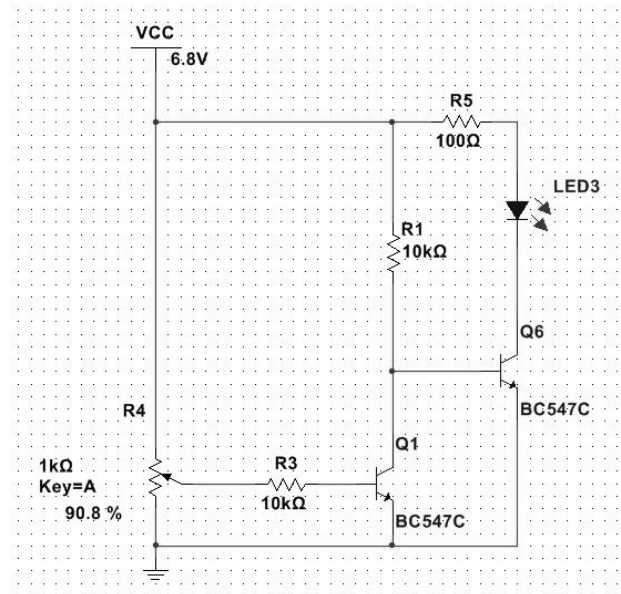 VCC
6.8V
R5
100Ω
LED3
R1
10kΩ
Q6
BC547C
R4
Q1
1kΩ
Key=A
90.8 %
R3
10kΩ
BC547C